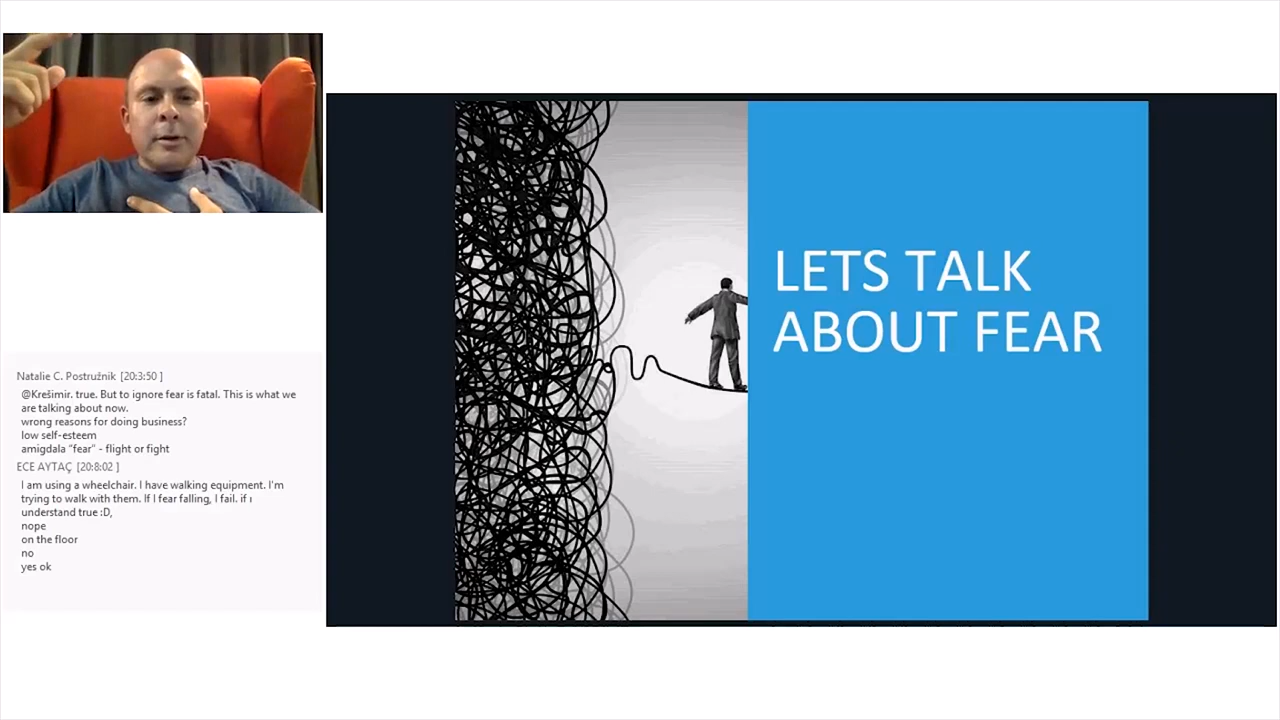 LETS TALK
ABOUT FEAR
Natalie C. Postružnik [20:3:50 ]
@Krešimir. true. But to ignore fear is fatal. This is what we
are talking about now.
wrong reasons for doing business?
low self-esteem
amigdala "fear" - flight or fight
ECE AYTAÇ [20:8:02 ]
I am using a wheelchair. I have walking equipment. I'm
trying to walk with them. If I fear falling, I fail. if ı
understand true :D,
nope
on the floor
no
yes ok